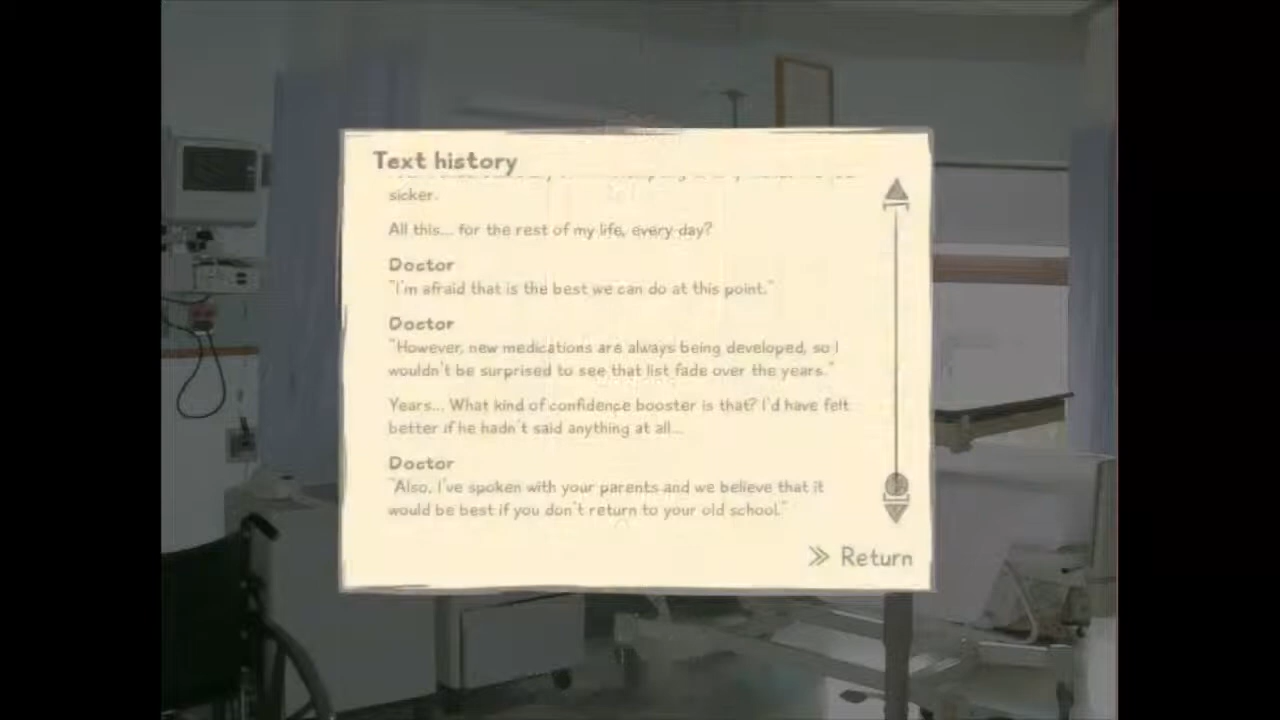 Text history
sicker.
All this... for the rest of my life, every day?
Doctor
"I'm afraid that is the best we can do at this point."
Doctor
"However, new medications are always being developed, so I
wouldn't be surprised to see that list fade over the years."
Years... What kind of confidence booster is that? I'd have felt
better if he hadn't said anything at all...
Doctor
"Also, I've spoken with your parents and we believe that it
would be best if you don't return to your old school."
Return